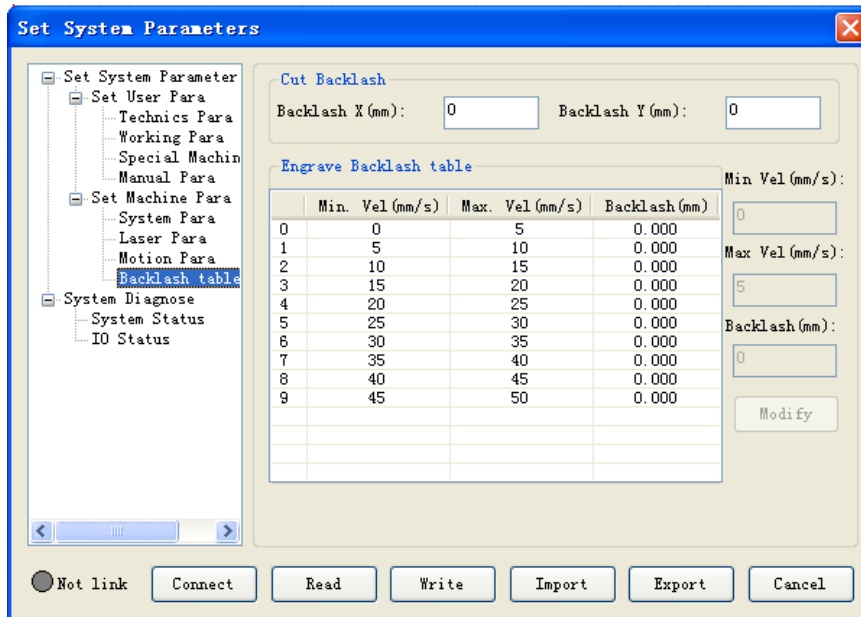 Set System Parameters
Set System Parameter
Set User Para
Technics Para
Working Para
Special Machin
Manual Para
Set Machine Para
System Para
Laser Para
Motion Para
Backlash table
System Diagnose
System Status
IO Status
Cut Backlash
Backlash X(mm): 0 Backlash Y(mm): 0
Engrave Backlash table
Min. Vel(mm/s) Max. Vel(mm/s) Backlash(mm)
0 0 5 0.000
1 5 10 0.000
2 10 15 0.000
3 15 20 0.000
4 20 25 0.000
5 25 30 0.000
6 30 35 0.000
7 35 40 0.000
8 40 45 0.000
9 45 50 0.000
Min Vel(mm/s):
0
Max Vel(mm/s):
5
Backlash(mm):
0
Modify
Not link Connect Read Write Import Export Cancel